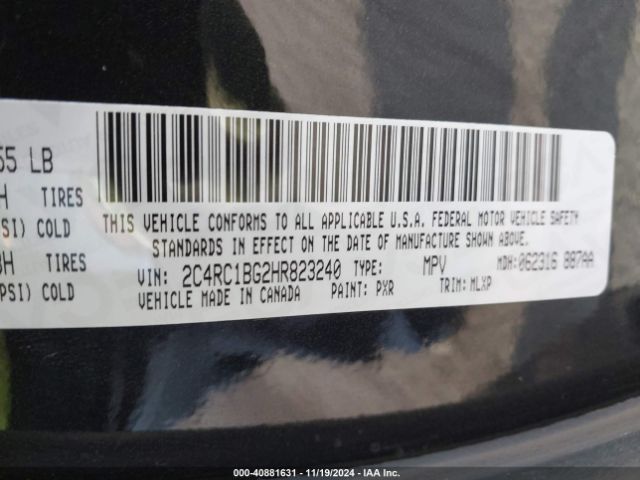 55 LB
H TIRES
PSI) COLD
THIS VEHICLE CONFORMS TO ALL APPLICABLE U.S.A. FEDERAL MOTOR VEHICLE SAFETY
STANDARDS IN EFFECT ON THE DATE OF MANUFACTURE SHOWN ABOVE.
H TIRES
PSI) COLD
VIN: 2C4RC1BG2HR823240 TYPE: MPV MDH:062316 887AA
VEHICLE MADE IN CANADA PAINT: PXR TRIM: MLXP
000-40881631 - 11/19/2024 - IAA Inc.